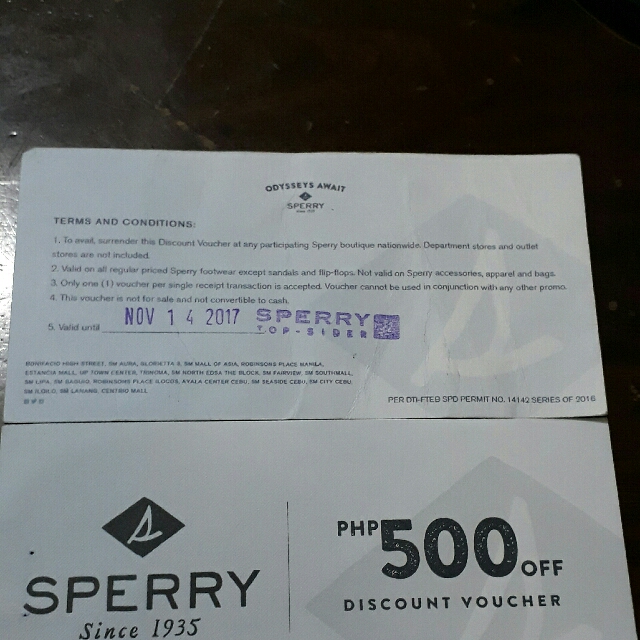 ODYSSEYS AWAIT
SPERRY
Since 1935
TERMS AND CONDITIONS:
1. To avail, surrender this Discount Voucher at any participating Sperry boutique nationwide. Department stores and outlet
stores are not included.
2. Valid on all regular priced Sperry footwear except sandals and flip-flops. Not valid on Sperry accessories, apparel and bags.
3. Only one (1) voucher per single receipt transaction is accepted. Voucher cannot be used in conjunction with any other promo.
4. This voucher is not for sale and not convertible to cash.
5. Valid until NOV 14 2017 SPERRY
TOP-SIDER
BONIFACIO HIGH STREET, SM AURA, GLORIETTA 5, SM MALL OF ASIA, ROBINSONS PLACE MANILA,
ESTANCIA MALL, UP TOWN CENTER, TRINOMA, SM NORTH EDSA THE BLOCK, SM FAIRVIEW, SM SOUTHMALL,
SM LIPA, SM BAGUIO, ROBINSONS PLACE ILOCOS, AYALA CENTER CEBU, SM SEASIDE CEBU, SM CITY CEBU,
SM ILOILO, SM LANANG, CENTRIO MALL
PER DTI-FTEB SPD PERMIT NO. 14142 SERIES OF 2016
SPERRY
Since 1935
PHP500 OFF
DISCOUNT VOUCHER